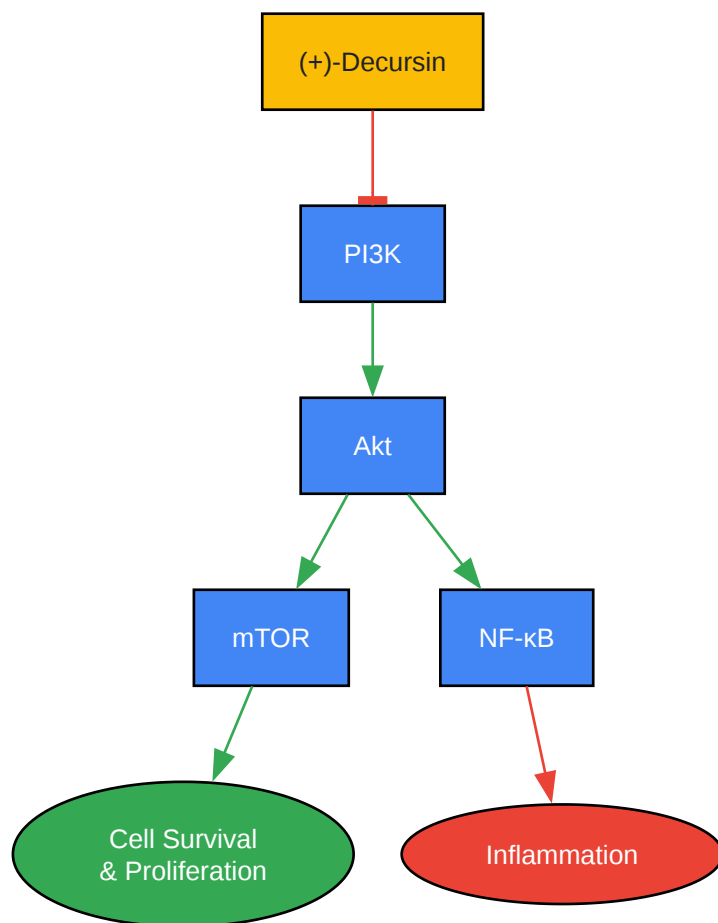 (+)-Decursin
PI3K
Akt
mTOR
NF-κB
Cell Survival
& Proliferation
Inflammation